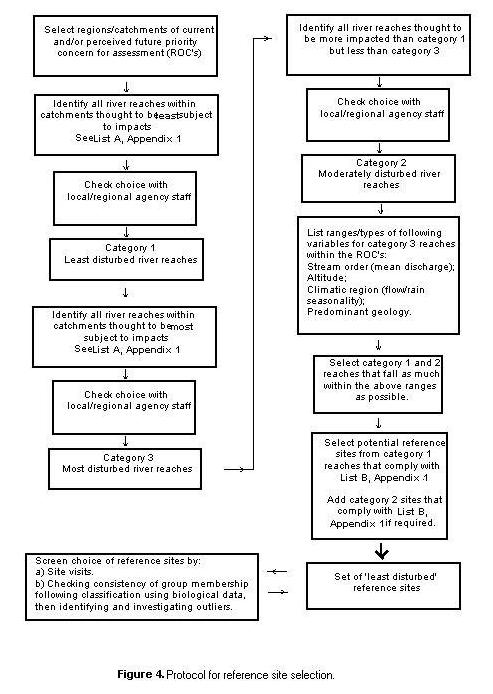 Select regions/catchments of current
and/or perceived future priority
concern for assessment (ROC's)
Identify all river reaches within
catchments thought to be least subject
to impacts
See List A, Appendix 1
Check choice with
local/regional agency staff
Category 1
Least disturbed river reaches
Identify all river reaches within
catchments thought to be most
subject to impacts
See List A, Appendix 1
Check choice with
local/regional agency staff
Category 3
Most disturbed river reaches
Identify all river reaches thought to
be more impacted than category 1
but less than category 3
Check choice with
local/regional agency staff
Category 2
Moderately disturbed river
reaches
List ranges/types of following
variables for category 3 reaches
within the ROC's:
Stream order (mean discharge);
Altitude;
Climatic region (flow/rain
seasonality);
Predominant geology.
Select category 1 and 2
reaches that fall as much
within the above ranges
as possible.
Select potential reference
sites from category 1
reaches that comply with
List B, Appendix 1
Add category 2 sites that
comply with List B,
Appendix 1 if required.
Set of 'least disturbed'
reference sites
Screen choice of reference sites by:
a) Site visits.
b) Checking consistency of group membership
following classification using biological data,
then identifying and investigating outliers.
Figure 4. Protocol for reference site selection.